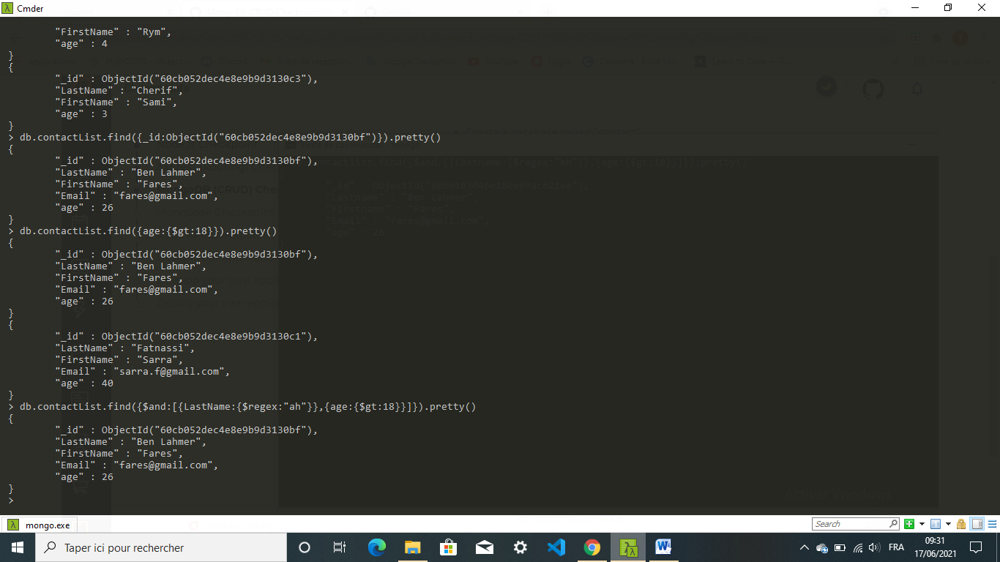 Cmder
"FirstName" : "Rym",
"age" : 4
}
{
"_id" : ObjectId("60cb052dec4e8e9b9d3130c3"),
"LastName" : "Cherif",
"FirstName" : "Sami",
"age" : 3
}
> db.contactList.find({_id:ObjectId("60cb052dec4e8e9b9d3130bf")}).pretty()
{
"_id" : ObjectId("60cb052dec4e8e9b9d3130bf"),
"LastName" : "Ben Lahmer",
"FirstName" : "Fares",
"Email" : "fares@gmail.com",
"age" : 26
}
> db.contactList.find({age:{$gt:18}}).pretty()
{
"_id" : ObjectId("60cb052dec4e8e9b9d3130bf"),
"LastName" : "Ben Lahmer",
"FirstName" : "Fares",
"Email" : "fares@gmail.com",
"age" : 26
}
{
"_id" : ObjectId("60cb052dec4e8e9b9d3130c1"),
"LastName" : "Fatnassi",
"FirstName" : "Sarra",
"Email" : "sarra.f@gmail.com",
"age" : 40
}
> db.contactList.find({$and:[{LastName:{$regex:"ah"}},{age:{$gt:18}}]}).pretty()
{
"_id" : ObjectId("60cb052dec4e8e9b9d3130bf"),
"LastName" : "Ben Lahmer",
"FirstName" : "Fares",
"Email" : "fares@gmail.com",
"age" : 26
}
>
mongo.exe
Search
Taper ici pour rechercher
FRA
09:31
17/06/2021